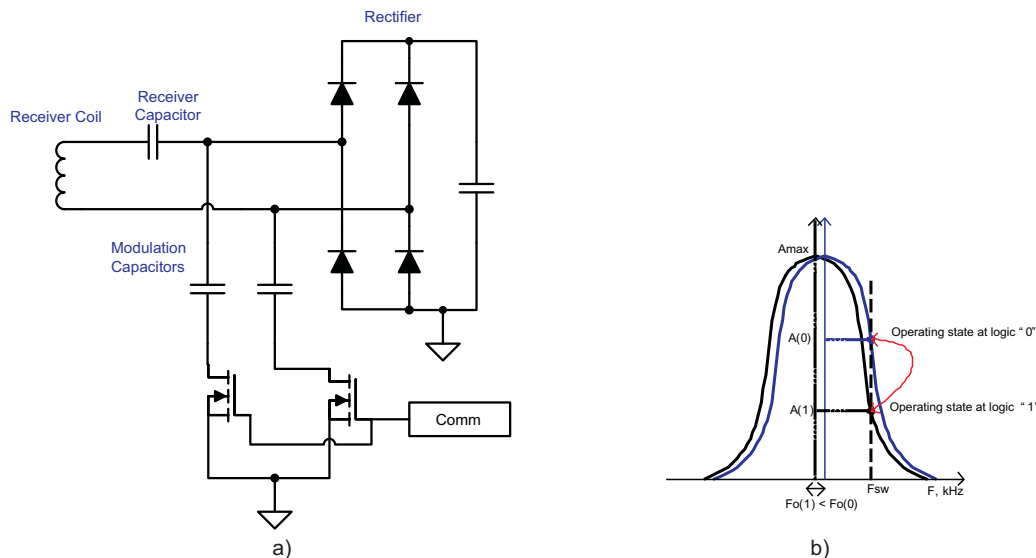 Rectifier
Receiver
Capacitor
Receiver Coil
Modulation
Capacitors
Comm
a)
Amax
A(0)
Operating state at logic “ 0”
A(1)
Operating state at logic “ 1”
Fsw
F, kHz
Fo(1) < Fo(0)
b)